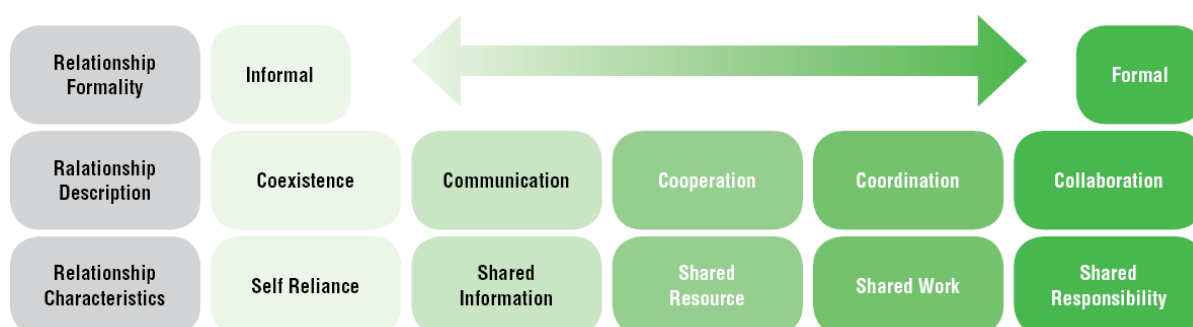 Relationship
Formality
Informal
Formal
Ralationship
Description
Coexistence
Communication
Cooperation
Coordination
Collaboration
Relationship
Characteristics
Self Reliance
Shared
Information
Shared
Resource
Shared Work
Shared
Responsibility